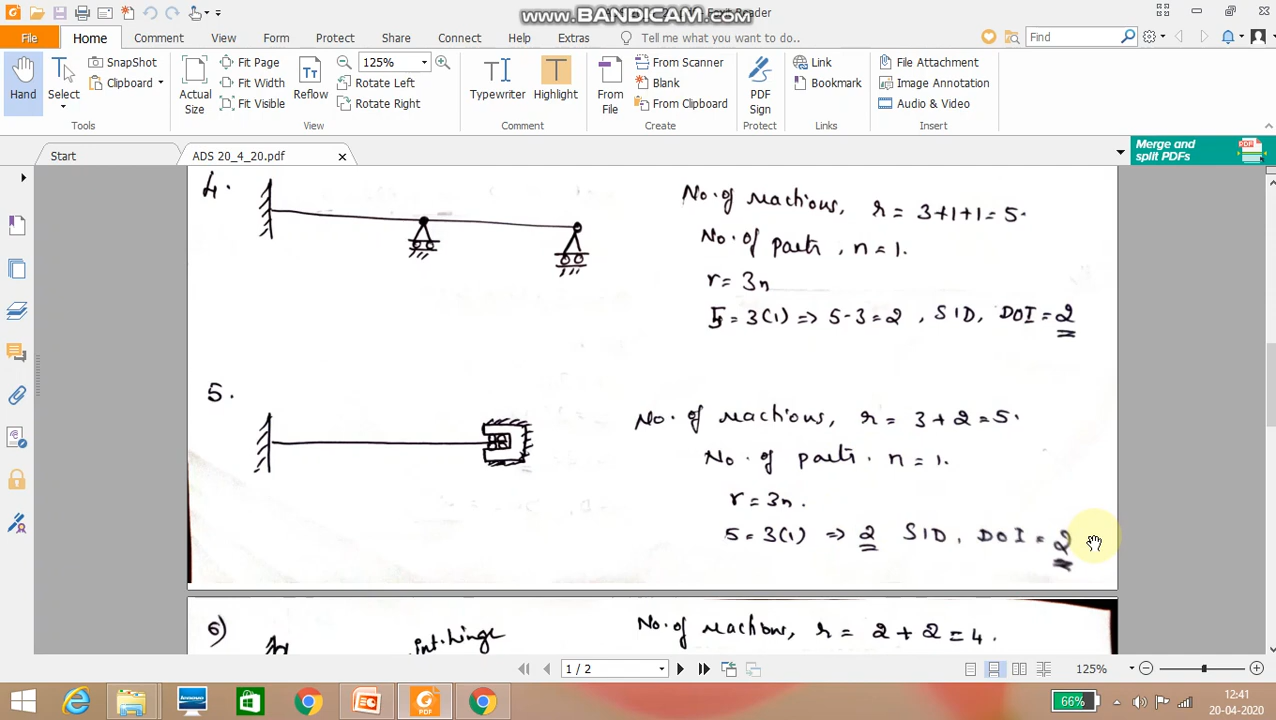 www.BANDICAM.com
Reader
File
Home
Comment
View
Form
Protect
Share
Connect
Help
Extras
Tell me what you want to do...
Find
Hand
Select
SnapShot
Clipboard
Actual Size
Fit Page
Fit Width
Fit Visible
Reflow
125%
Rotate Left
Rotate Right
Typewriter
Highlight
From File
From Scanner
Blank
From Clipboard
PDF Sign
Link
Bookmark
File Attachment
Image Annotation
Audio & Video
Tools
View
Comment
Create
Protect
Links
Insert
Start
ADS 20_4_20.pdf
Merge and
split PDFs
PDF
4.
No. of reactions, r = 3+1+1 = 5.
No. of parts, n = 1.
r = 3n
5 = 3(1) => 5-3 = 2, SID, DOI = 2
5.
No. of reactions, r = 3 + 2 = 5.
No. of parts. n = 1.
r = 3n.
5 = 3(1) => 2 SID, DOI = 2
6)
int. hinge
No. of reactions, r = 2 + 2 = 4.
1 / 2
125%
Lenovo
PDF
66%
12:41
20-04-2020